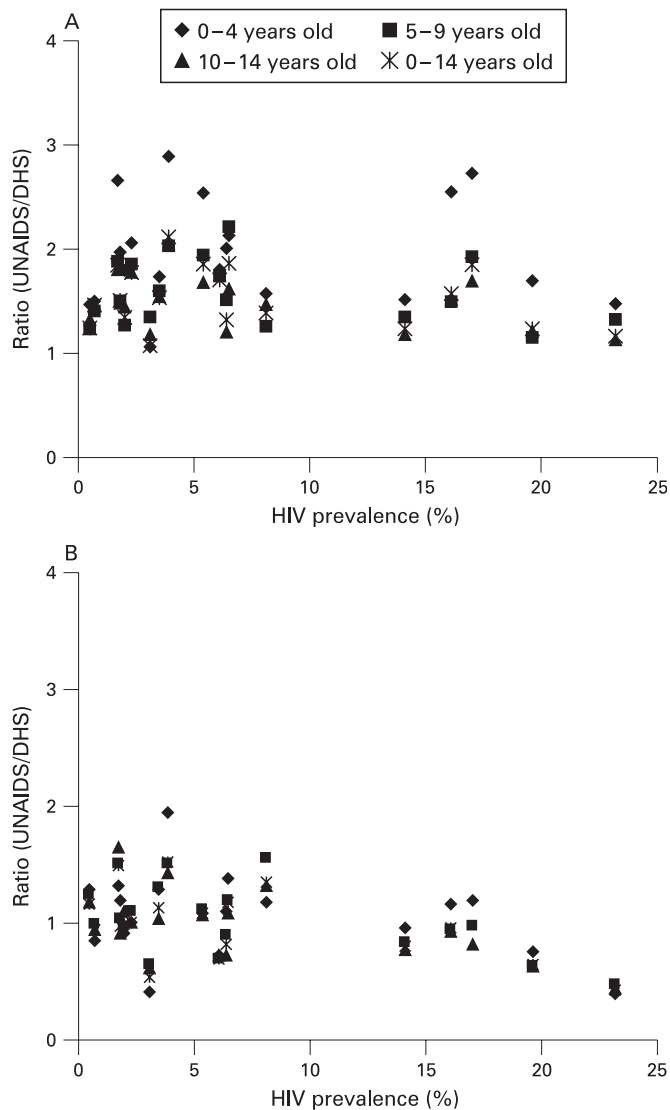 A
0–4 years old
5–9 years old
10–14 years old
0–14 years old
4
3
2
1
0
Ratio (UNAIDS/DHS)
0
5
10
15
20
25
HIV prevalence (%)
B
4
3
2
1
0
Ratio (UNAIDS/DHS)
0
5
10
15
20
25
HIV prevalence (%)